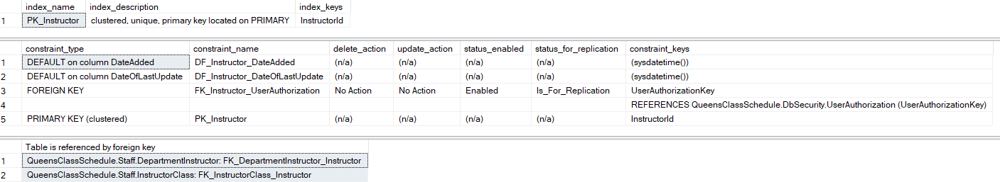 index_name index_description index_keys
1 PK_Instructor clustered, unique, primary key located on PRIMARY InstructorId
constraint_type constraint_name delete_action update_action status_enabled status_for_replication constraint_keys
1 DEFAULT on column DateAdded DF_Instructor_DateAdded (n/a) (n/a) (n/a) (n/a) (sysdatetime())
2 DEFAULT on column DateOfLastUpdate DF_Instructor_DateOfLastUpdate (n/a) (n/a) (n/a) (n/a) (sysdatetime())
3 FOREIGN KEY FK_Instructor_UserAuthorization No Action No Action Enabled Is_For_Replication UserAuthorizationKey
4 REFERENCES QueensClassSchedule.DbSecurity.UserAuthorization (UserAuthorizationKey)
5 PRIMARY KEY (clustered) PK_Instructor (n/a) (n/a) (n/a) (n/a) InstructorId
Table is referenced by foreign key
1 QueensClassSchedule.Staff.DepartmentInstructor: FK_DepartmentInstructor_Instructor
2 QueensClassSchedule.Staff.InstructorClass: FK_InstructorClass_Instructor